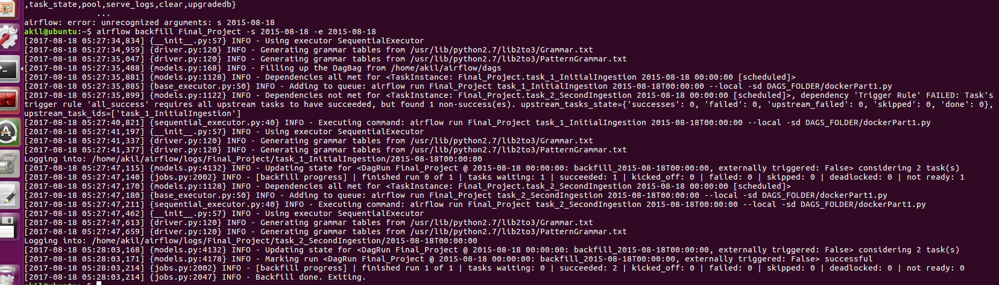 ,task_state,pool,serve_logs,clear,upgradedb}
...
airflow: error: unrecognized arguments: s 2015-08-18
akil@ubuntu:~$ airflow backfill Final_Project -s 2015-08-18 -e 2015-08-18
[2017-08-18 05:27:34,834] {__init__.py:57} INFO - Using executor SequentialExecutor
[2017-08-18 05:27:34,959] {driver.py:120} INFO - Generating grammar tables from /usr/lib/python2.7/lib2to3/Grammar.txt
[2017-08-18 05:27:35,047] {driver.py:120} INFO - Generating grammar tables from /usr/lib/python2.7/lib2to3/PatternGrammar.txt
[2017-08-18 05:27:35,488] {models.py:168} INFO - Filling up the DagBag from /home/akil/airflow/dags
[2017-08-18 05:27:35,881] {models.py:1128} INFO - Dependencies all met for <TaskInstance: Final_Project.task_1_InitialIngestion 2015-08-18 00:00:00 [scheduled]>
[2017-08-18 05:27:35,885] {base_executor.py:50} INFO - Adding to queue: airflow run Final_Project task_1_InitialIngestion 2015-08-18T00:00:00 --local -sd DAGS_FOLDER/dockerPart1.py
[2017-08-18 05:27:35,899] {models.py:1122} INFO - Dependencies not met for <TaskInstance: Final_Project.task_2_SecondIngestion 2015-08-18 00:00:00 [scheduled]>, dependency 'Trigger Rule' FAILED: Task's
trigger rule 'all_success' requires all upstream tasks to have succeeded, but found 1 non-success(es). upstream_tasks_state={'successes': 0, 'failed': 0, 'upstream_failed': 0, 'skipped': 0, 'done': 0},
upstream_task_ids=['task_1_InitialIngestion']
[2017-08-18 05:27:40,821] {sequential_executor.py:40} INFO - Executing command: airflow run Final_Project task_1_InitialIngestion 2015-08-18T00:00:00 --local -sd DAGS_FOLDER/dockerPart1.py
[2017-08-18 05:27:41,197] {__init__.py:57} INFO - Using executor SequentialExecutor
[2017-08-18 05:27:41,337] {driver.py:120} INFO - Generating grammar tables from /usr/lib/python2.7/lib2to3/Grammar.txt
[2017-08-18 05:27:41,377] {driver.py:120} INFO - Generating grammar tables from /usr/lib/python2.7/lib2to3/PatternGrammar.txt
Logging into: /home/akil/airflow/logs/Final_Project/task_1_InitialIngestion/2015-08-18T00:00:00
[2017-08-18 05:27:47,115] {models.py:4132} INFO - Updating state for <DagRun Final_Project @ 2015-08-18 00:00:00: backfill_2015-08-18T00:00:00, externally triggered: False> considering 2 task(s)
[2017-08-18 05:27:47,140] {jobs.py:2002} INFO - [backfill progress] | finished run 0 of 1 | tasks waiting: 1 | succeeded: 1 | kicked_off: 0 | failed: 0 | skipped: 0 | deadlocked: 0 | not ready: 1
[2017-08-18 05:27:47,170] {models.py:1128} INFO - Dependencies all met for <TaskInstance: Final_Project.task_2_SecondIngestion 2015-08-18 00:00:00 [scheduled]>
[2017-08-18 05:27:47,180] {base_executor.py:50} INFO - Adding to queue: airflow run Final_Project task_2_SecondIngestion 2015-08-18T00:00:00 --local -sd DAGS_FOLDER/dockerPart1.py
[2017-08-18 05:27:47,211] {sequential_executor.py:40} INFO - Executing command: airflow run Final_Project task_2_SecondIngestion 2015-08-18T00:00:00 --local -sd DAGS_FOLDER/dockerPart1.py
[2017-08-18 05:27:47,462] {__init__.py:57} INFO - Using executor SequentialExecutor
[2017-08-18 05:27:47,613] {driver.py:120} INFO - Generating grammar tables from /usr/lib/python2.7/lib2to3/Grammar.txt
[2017-08-18 05:27:47,659] {driver.py:120} INFO - Generating grammar tables from /usr/lib/python2.7/lib2to3/PatternGrammar.txt
Logging into: /home/akil/airflow/logs/Final_Project/task_2_SecondIngestion/2015-08-18T00:00:00
[2017-08-18 05:28:03,168] {models.py:4132} INFO - Updating state for <DagRun Final_Project @ 2015-08-18 00:00:00: backfill_2015-08-18T00:00:00, externally triggered: False> considering 2 task(s)
[2017-08-18 05:28:03,171] {models.py:4178} INFO - Marking run <DagRun Final_Project @ 2015-08-18 00:00:00: backfill_2015-08-18T00:00:00, externally triggered: False> successful
[2017-08-18 05:28:03,214] {jobs.py:2002} INFO - [backfill progress] | finished run 1 of 1 | tasks waiting: 0 | succeeded: 2 | kicked_off: 0 | failed: 0 | skipped: 0 | deadlocked: 0 | not ready: 0
[2017-08-18 05:28:03,214] {jobs.py:2047} INFO - Backfill done. Exiting.
akil@ubuntu:~$